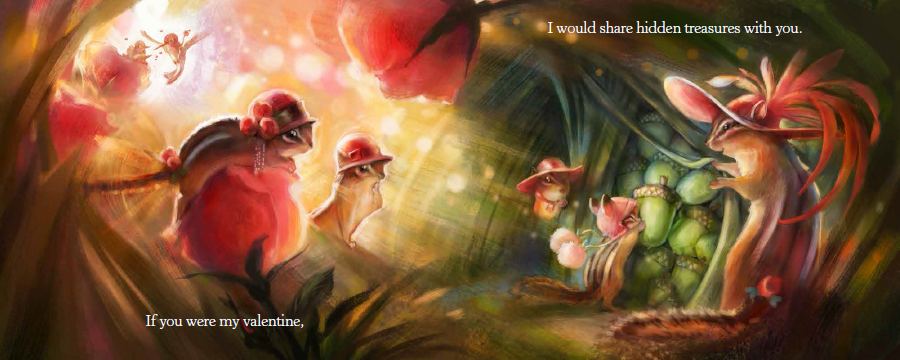 If you were my valentine,
I would share hidden treasures with you.